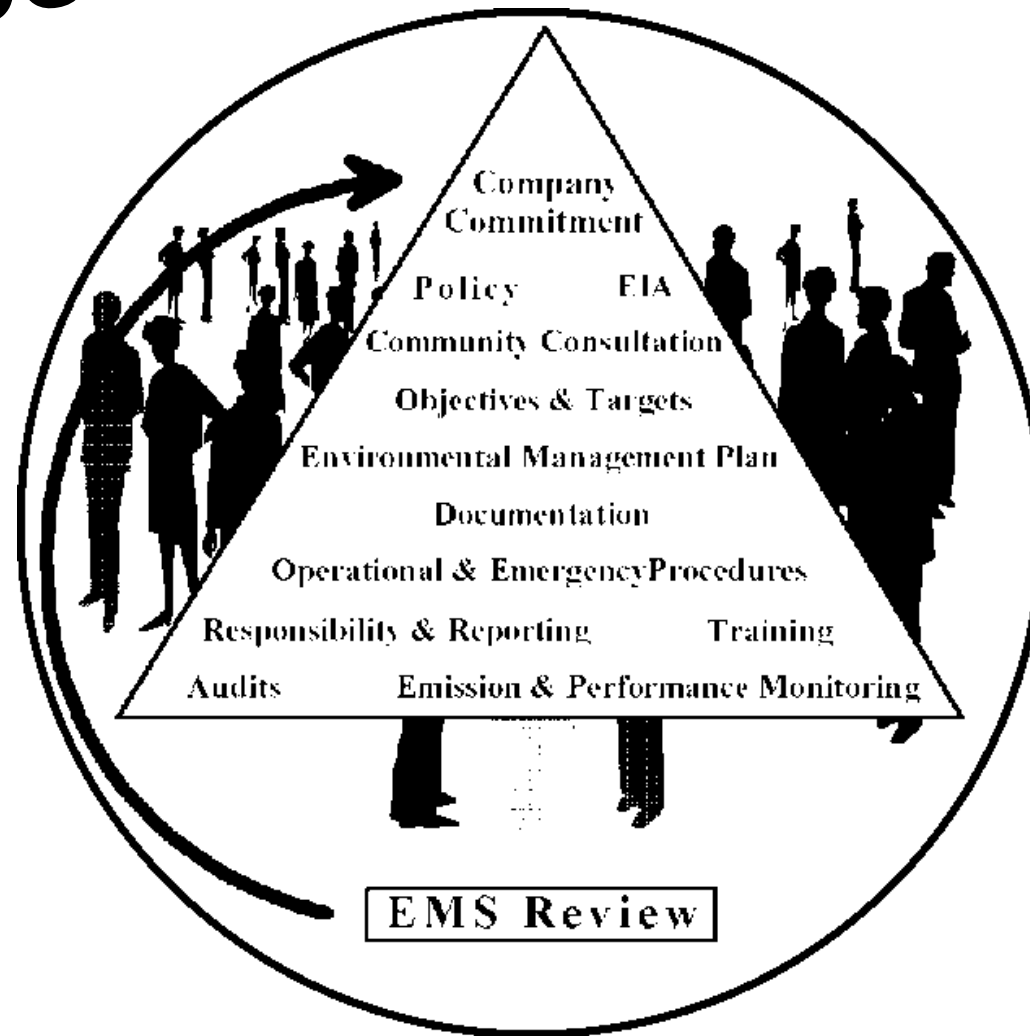 Company
Commitment
Policy EIA
Community Consultation
Objectives & Targets
Environmental Management Plan
Documentation
Operational & EmergencyProcedures
Responsibility & Reporting Training
Audits Emission & Performance Monitoring
EMS Review